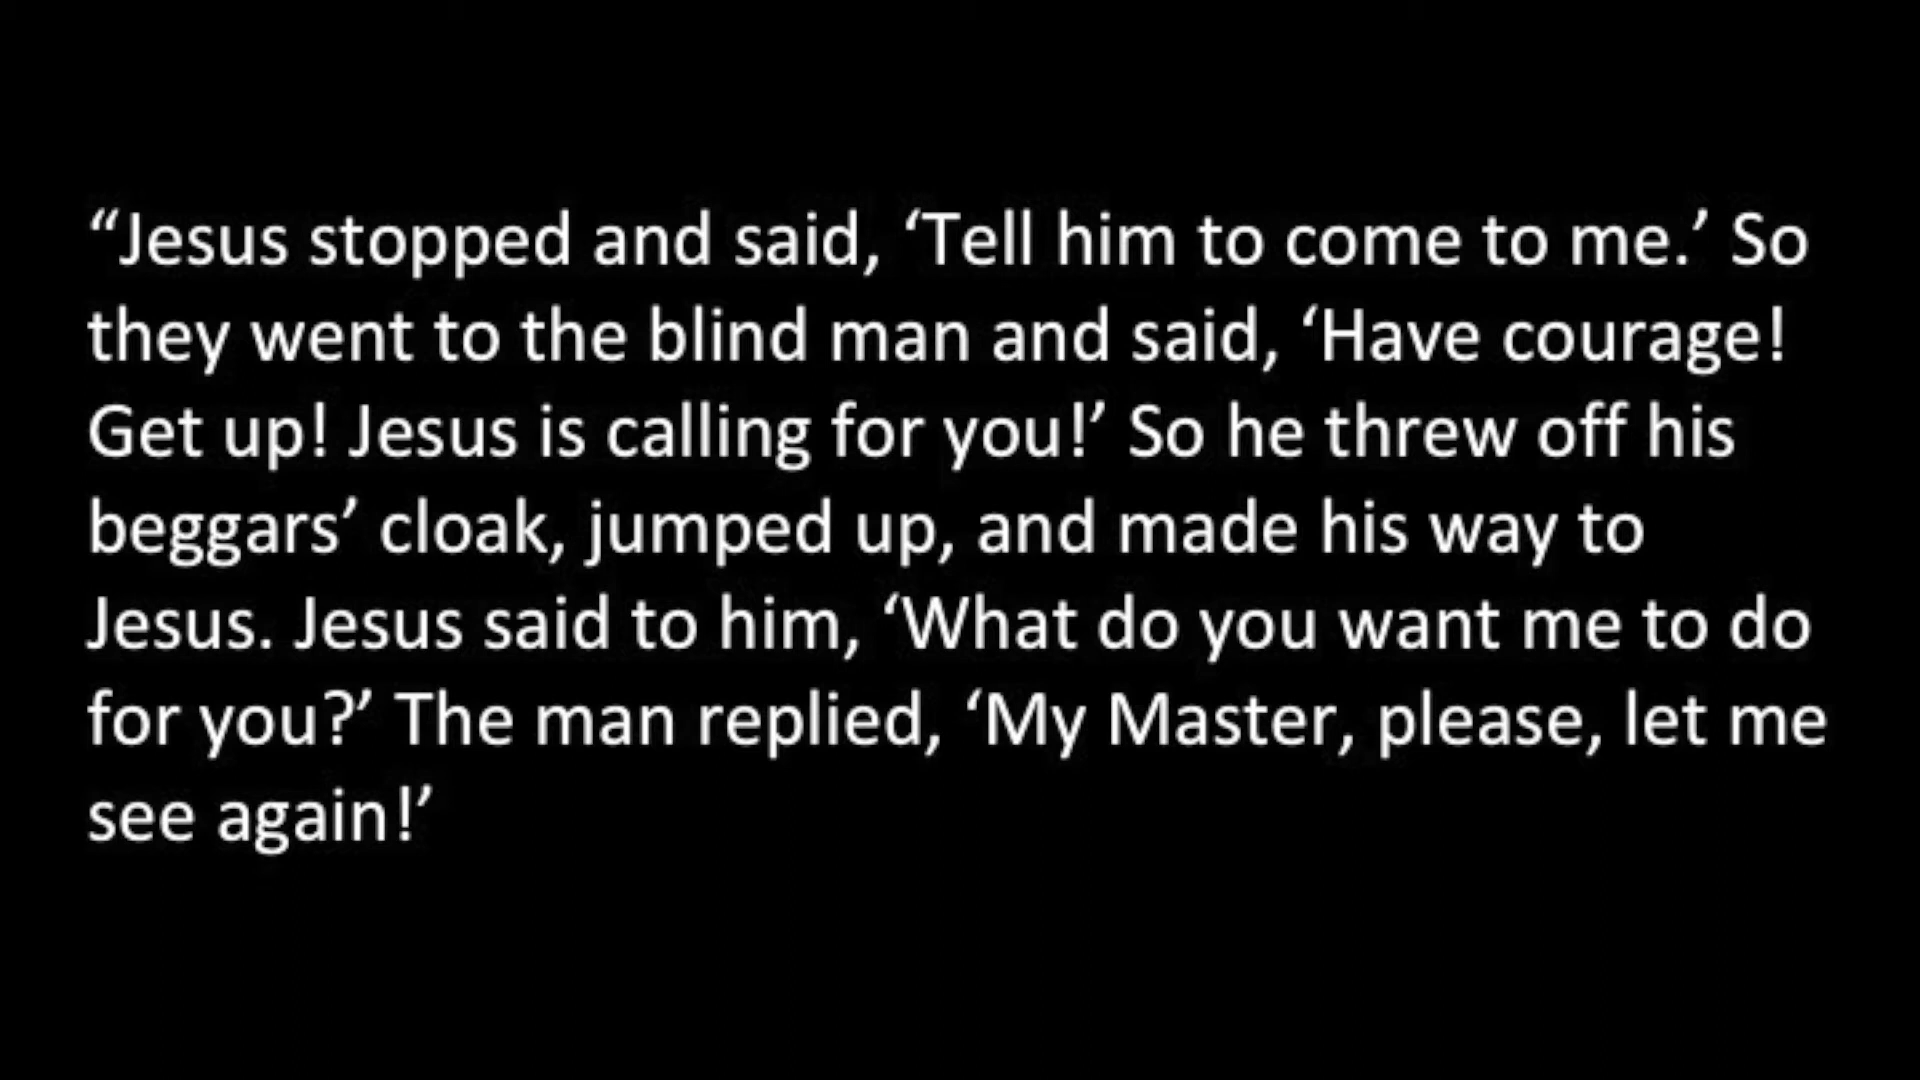 “Jesus stopped and said, ‘Tell him to come to me.’ So
they went to the blind man and said, ‘Have courage!
Get up! Jesus is calling for you!’ So he threw off his
beggars’ cloak, jumped up, and made his way to
Jesus. Jesus said to him, ‘What do you want me to do
for you?’ The man replied, ‘My Master, please, let me
see again!’